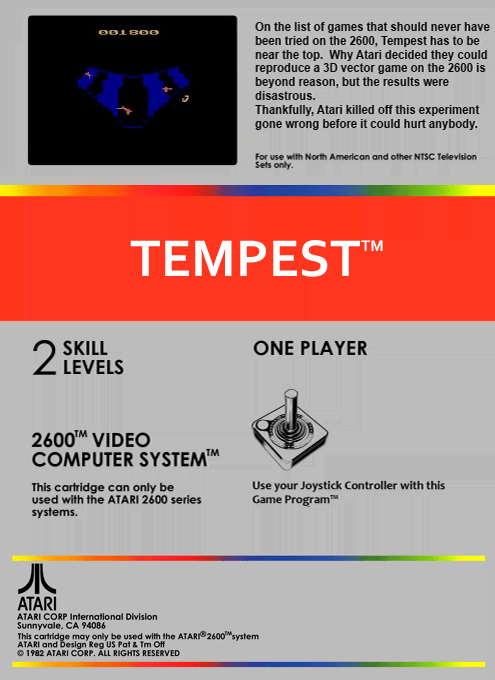 001800
On the list of games that should never have
been tried on the 2600, Tempest has to be
near the top. Why Atari decided they could
reproduce a 3D vector game on the 2600 is
beyond reason, but the results were
disastrous.
Thankfully, Atari killed off this experiment
gone wrong before it could hurt anybody.
For use with North American and other NTSC Television
Sets only.
TEMPEST™
2 SKILL
LEVELS
ONE PLAYER
2600™ VIDEO
COMPUTER SYSTEM™
This cartridge can only be
used with the ATARI 2600 series
systems.
Use your Joystick Controller with this
Game Program™
ATARI
ATARI CORP International Division
Sunnyvale, CA 94086
This cartridge may only be used with the ATARI®2600™system
ATARI and Design Reg US Pat & Tm Off
© 1982 ATARI CORP. ALL RIGHTS RESERVED